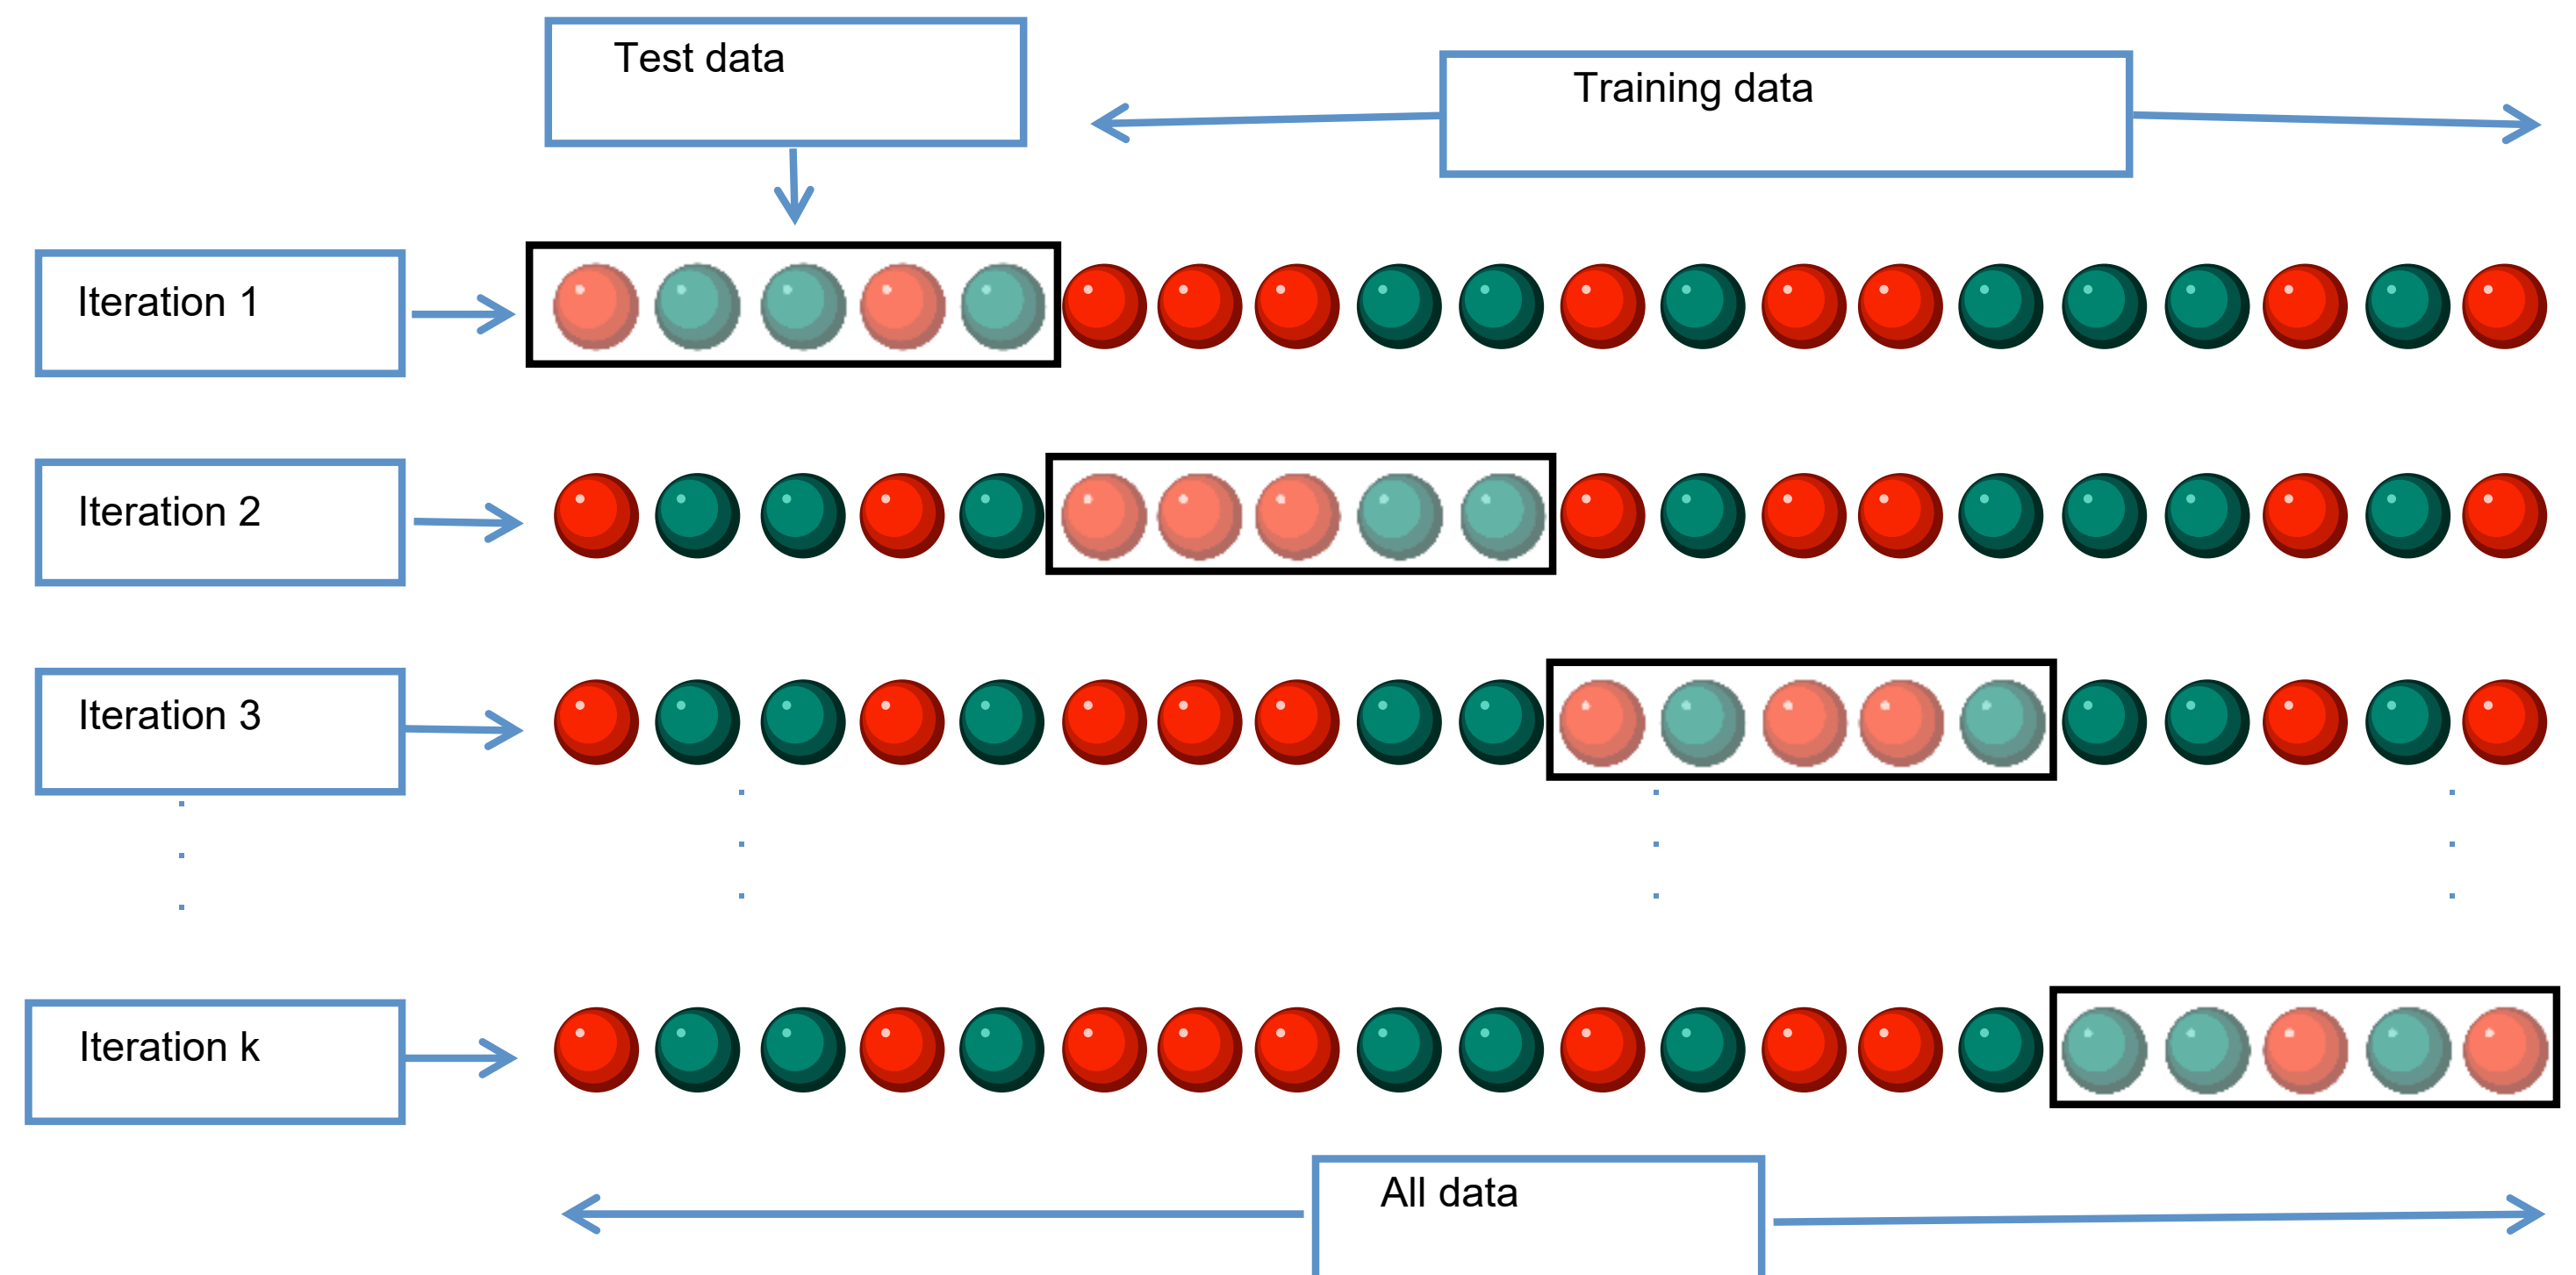 Test data
Training data
Iteration 1
Iteration 2
Iteration 3
Iteration k
All data